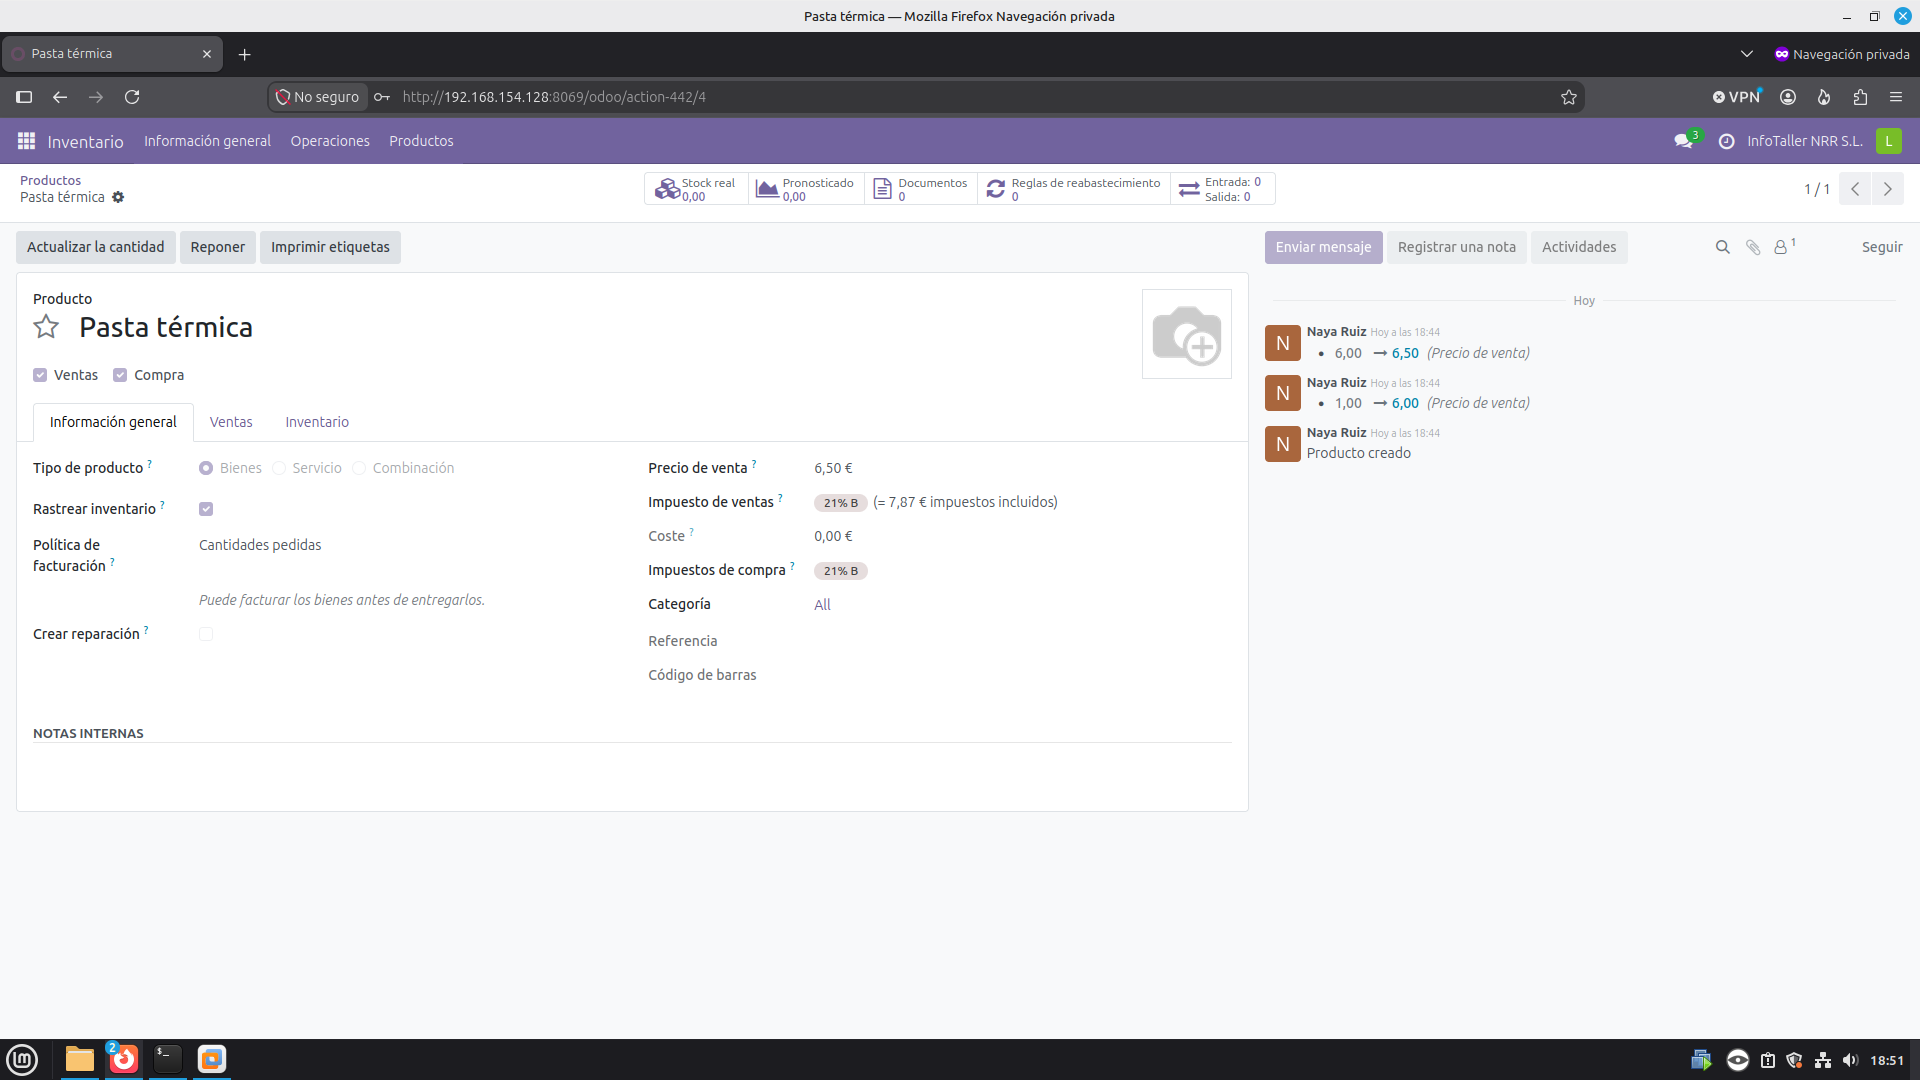 Pasta térmica — Mozilla Firefox Navegación privada
Pasta térmica
Navegación privada
No seguro
http://192.168.154.128:8069/odoo/action-442/4
VPN
Inventario
Información general
Operaciones
Productos
3
InfoTaller NRR S.L.
L
Productos
Pasta térmica
Stock real
0,00
Pronosticado
0,00
Documentos
0
Reglas de reabastecimiento
0
Entrada: 0
Salida: 0
1 / 1
Actualizar la cantidad
Reponer
Imprimir etiquetas
Enviar mensaje
Registrar una nota
Actividades
1
Seguir
Producto
Pasta térmica
Ventas
Compra
Información general
Ventas
Inventario
Tipo de producto ?
Bienes
Servicio
Combinación
Rastrear inventario ?
Política de
facturación ?
Cantidades pedidas
Puede facturar los bienes antes de entregarlos.
Crear reparación ?
Precio de venta ?
6,50 €
Impuesto de ventas ?
21% B
(= 7,87 € impuestos incluidos)
Coste ?
0,00 €
Impuestos de compra ?
21% B
Categoría
All
Referencia
Código de barras
NOTAS INTERNAS
Hoy
N
Naya Ruiz Hoy a las 18:44
6,00 → 6,50 (Precio de venta)
N
Naya Ruiz Hoy a las 18:44
1,00 → 6,00 (Precio de venta)
N
Naya Ruiz Hoy a las 18:44
Producto creado
2
18:51